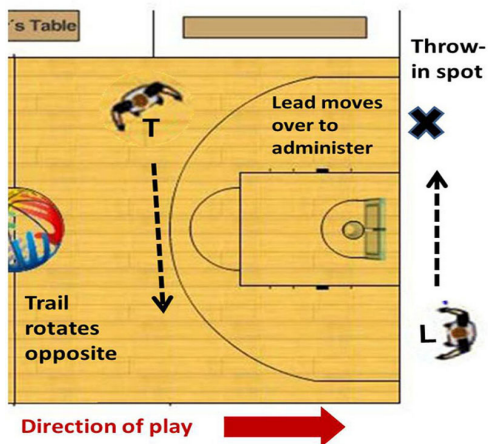 's Table
Throw-
in spot
T
Lead moves
over to
administer
Trail
rotates
opposite
L
Direction of play